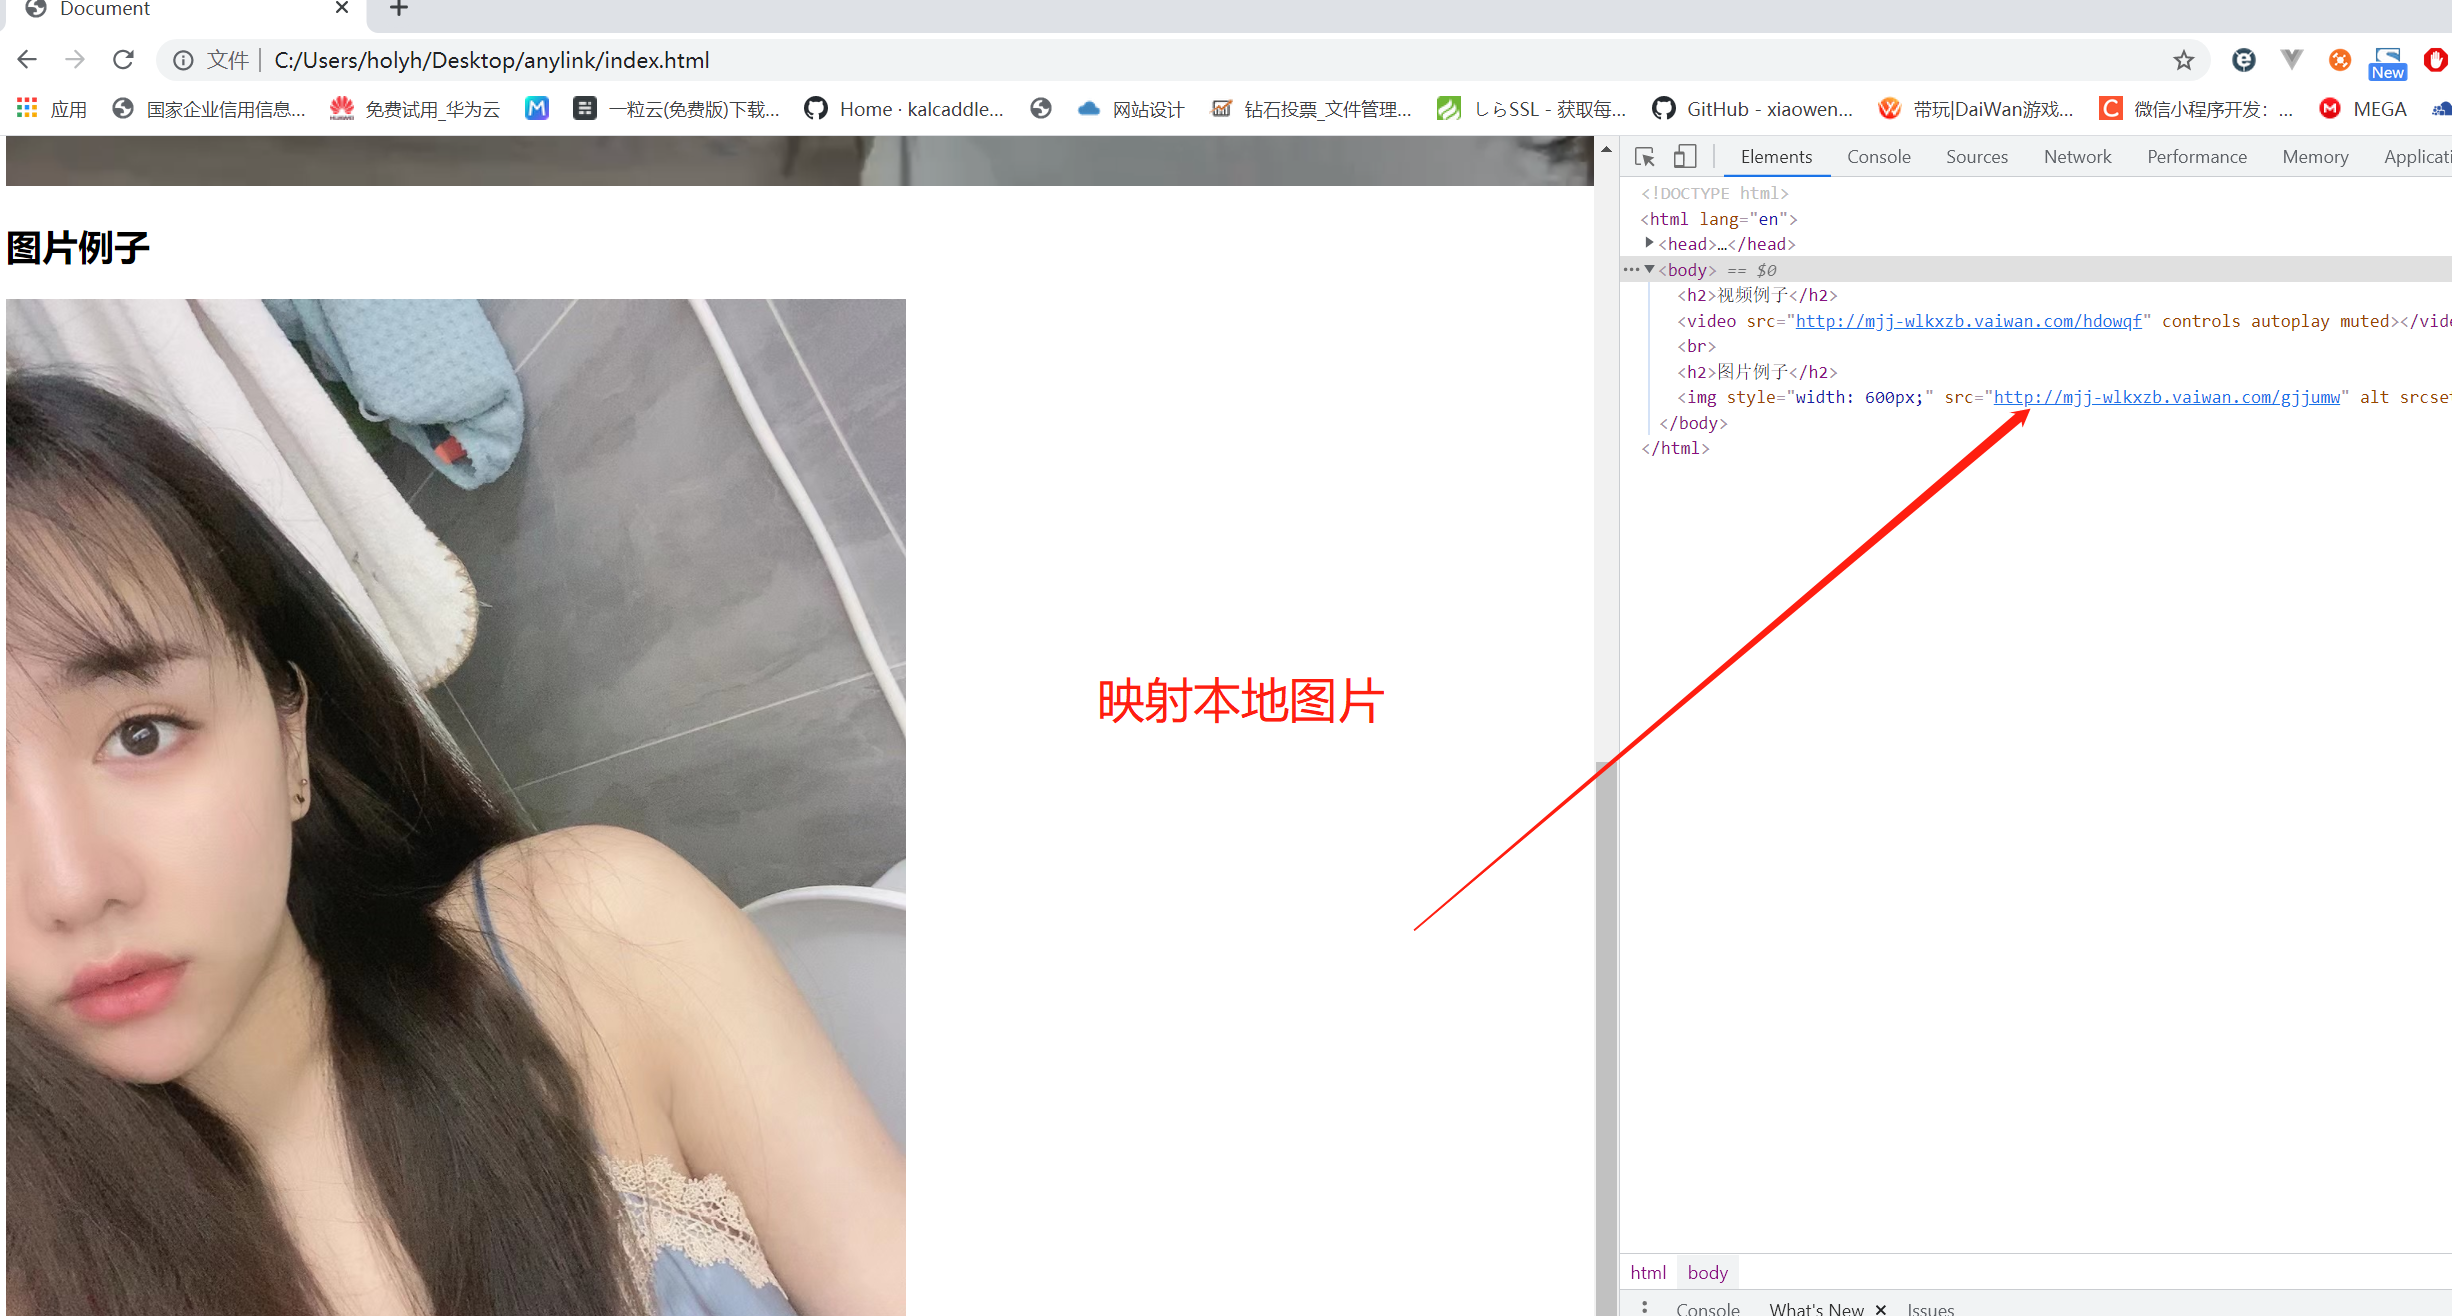 Document
文件 C:/Users/holyh/Desktop/anylink/index.html
New
应用 国家企业信用信息... 免费试用_华为云 一粒云(免费版)下载... Home · kalcaddle... 网站设计 钻石投票_文件管理... しらSSL - 获取每... GitHub - xiaowen... 带玩|DaiWan游戏... 微信小程序开发: ... MEGA
图片例子
映射本地图片
Elements Console Sources Network Performance Memory Applicati
<!DOCTYPE html>
<html lang="en">
<head>…</head>
<body> == $0
<h2>视频例子</h2>
<video src="http://mjj-wlkxzb.vaiwan.com/hdowqf" controls autoplay muted></vide
<br>
<h2>图片例子</h2>
<img style="width: 600px;" src="http://mjj-wlkxzb.vaiwan.com/gjjumw" alt srcset
</body>
</html>
html body
Console What's New Issues